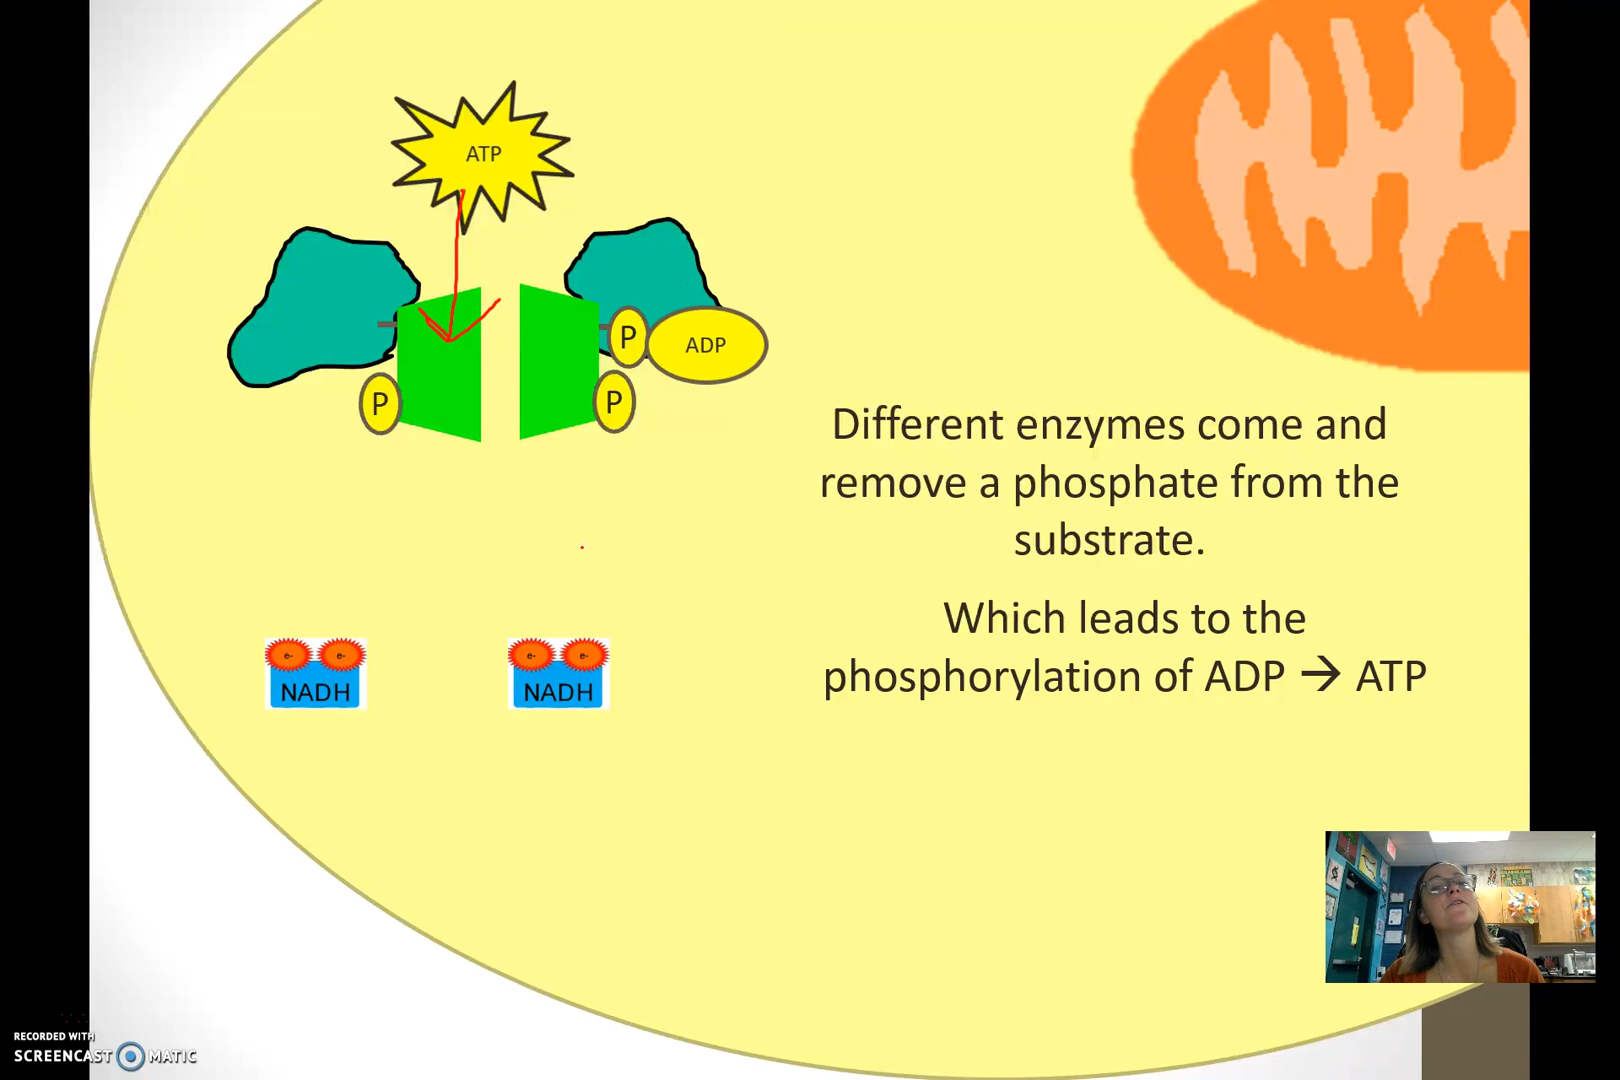 ATP
P
ADP
P
P
Different enzymes come and
remove a phosphate from the
substrate.
Which leads to the
phosphorylation of ADP → ATP
e- e-
NADH
e- e-
NADH
RECORDED WITH
SCREENCAST MATIC